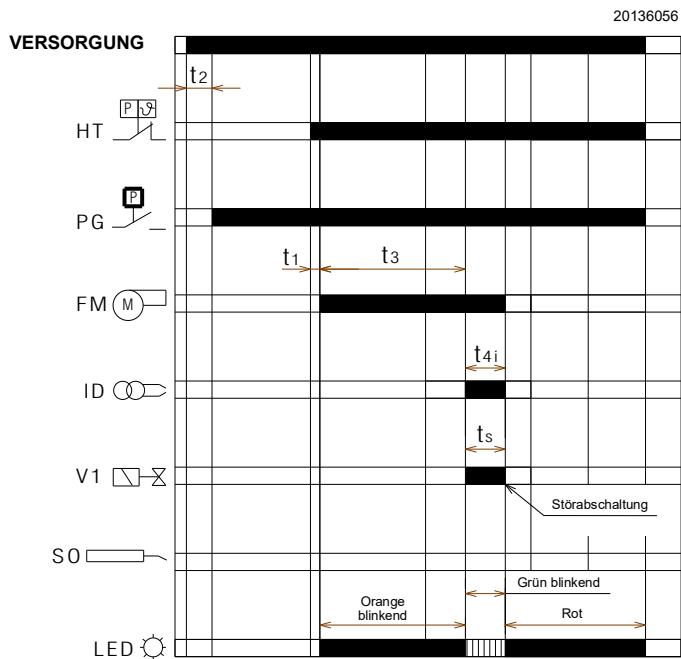 20136056
VERSORGUNG
t2
P ϑ
HT
P
PG
t1
t3
FM
M
t4i
ID
ts
V1
Störabschaltung
SO
Grün blinkend
Orange
blinkend
Rot
LED